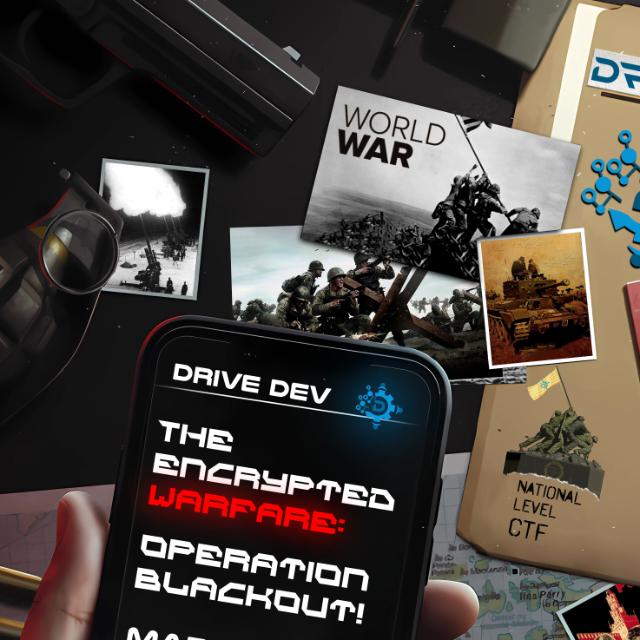 WORLD
WAR
DRIVE DEV
THE
ENCRYPTED
WARFARE:
OPERATION
BLACKOUT!
NATIONAL
LEVEL
CTF